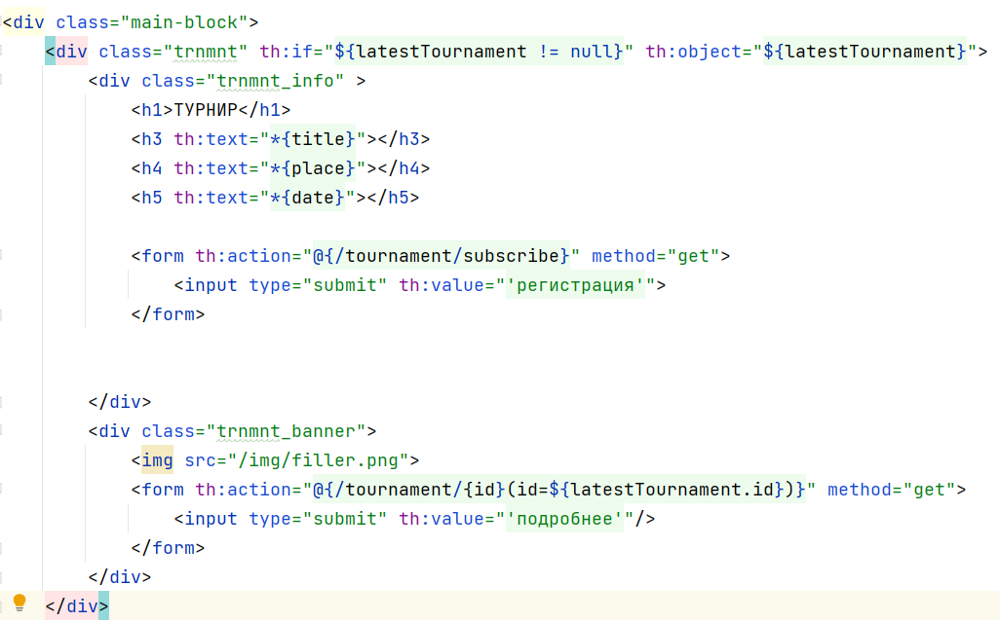 <div class="main-block">
<div class="trnmnt" th:if="${latestTournament != null}" th:object="${latestTournament}">
<div class="trnmnt_info" >
<h1>ТУРНИР</h1>
<h3 th:text="*{title}"></h3>
<h4 th:text="*{place}"></h4>
<h5 th:text="*{date}"></h5>
<form th:action="@{/tournament/subscribe}" method="get">
<input type="submit" th:value="'регистрация'">
</form>
</div>
<div class="trnmnt_banner">
<img src="/img/filler.png">
<form th:action="@{/tournament/{id}(id=${latestTournament.id})}" method="get">
<input type="submit" th:value="'подробнее'"/>
</form>
</div>
</div>